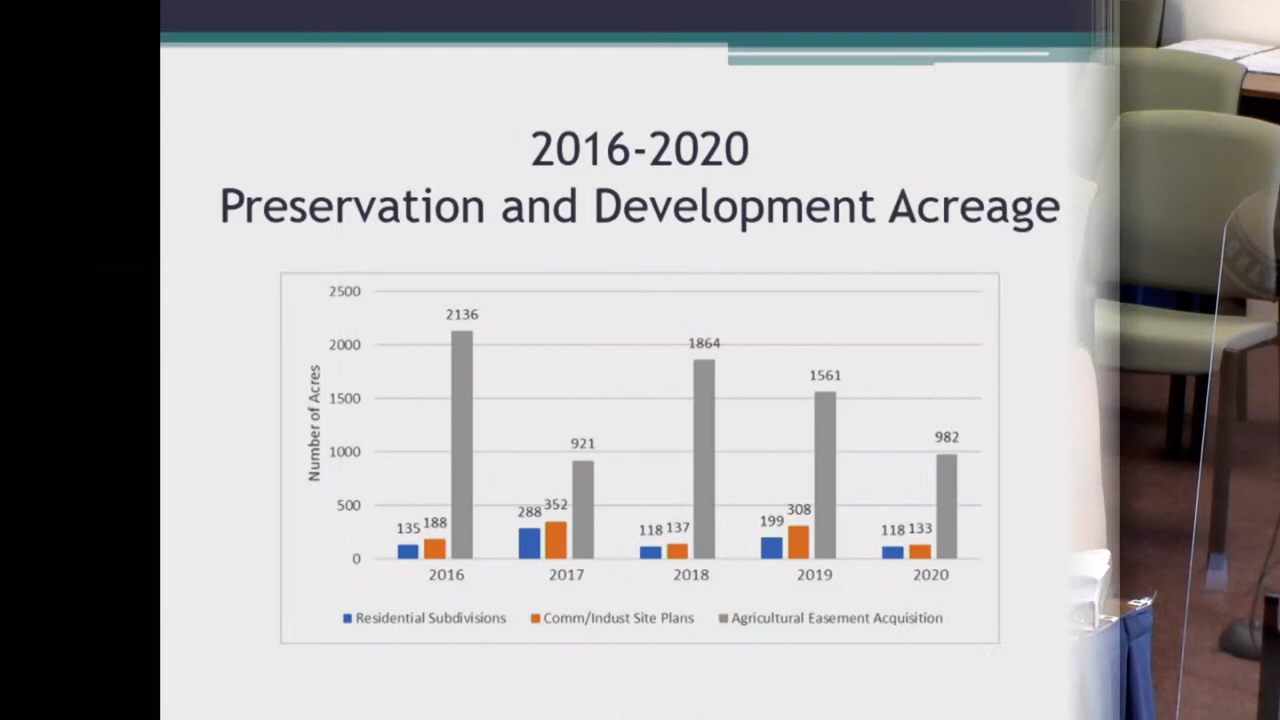 2016-2020
Preservation and Development Acreage
Number of Acres
2500
2000
1500
1000
500
0
135 188 2136
288 352 921
118 137 1864
199 308 1561
118 133 982
2016 2017 2018 2019 2020
Residential Subdivisions Comm/Indust Site Plans Agricultural Easement Acquisition